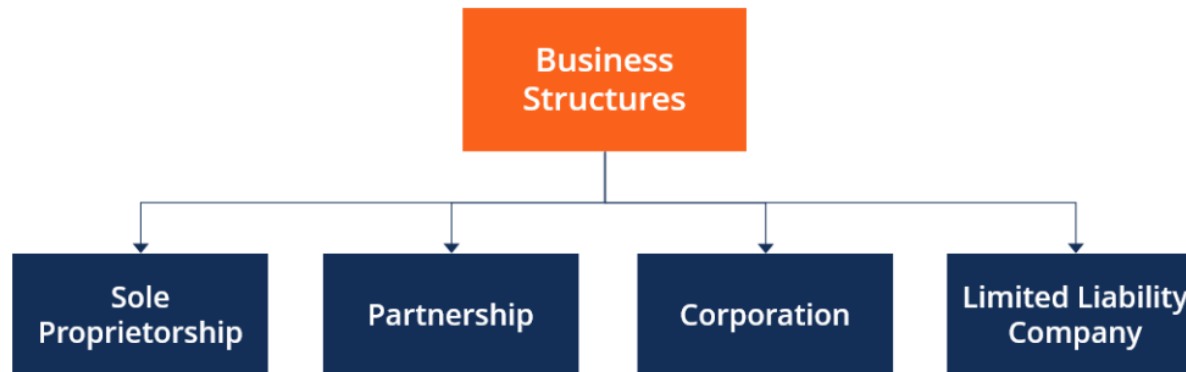 Business
Structures
Sole
Proprietorship
Partnership
Corporation
Limited Liability
Company